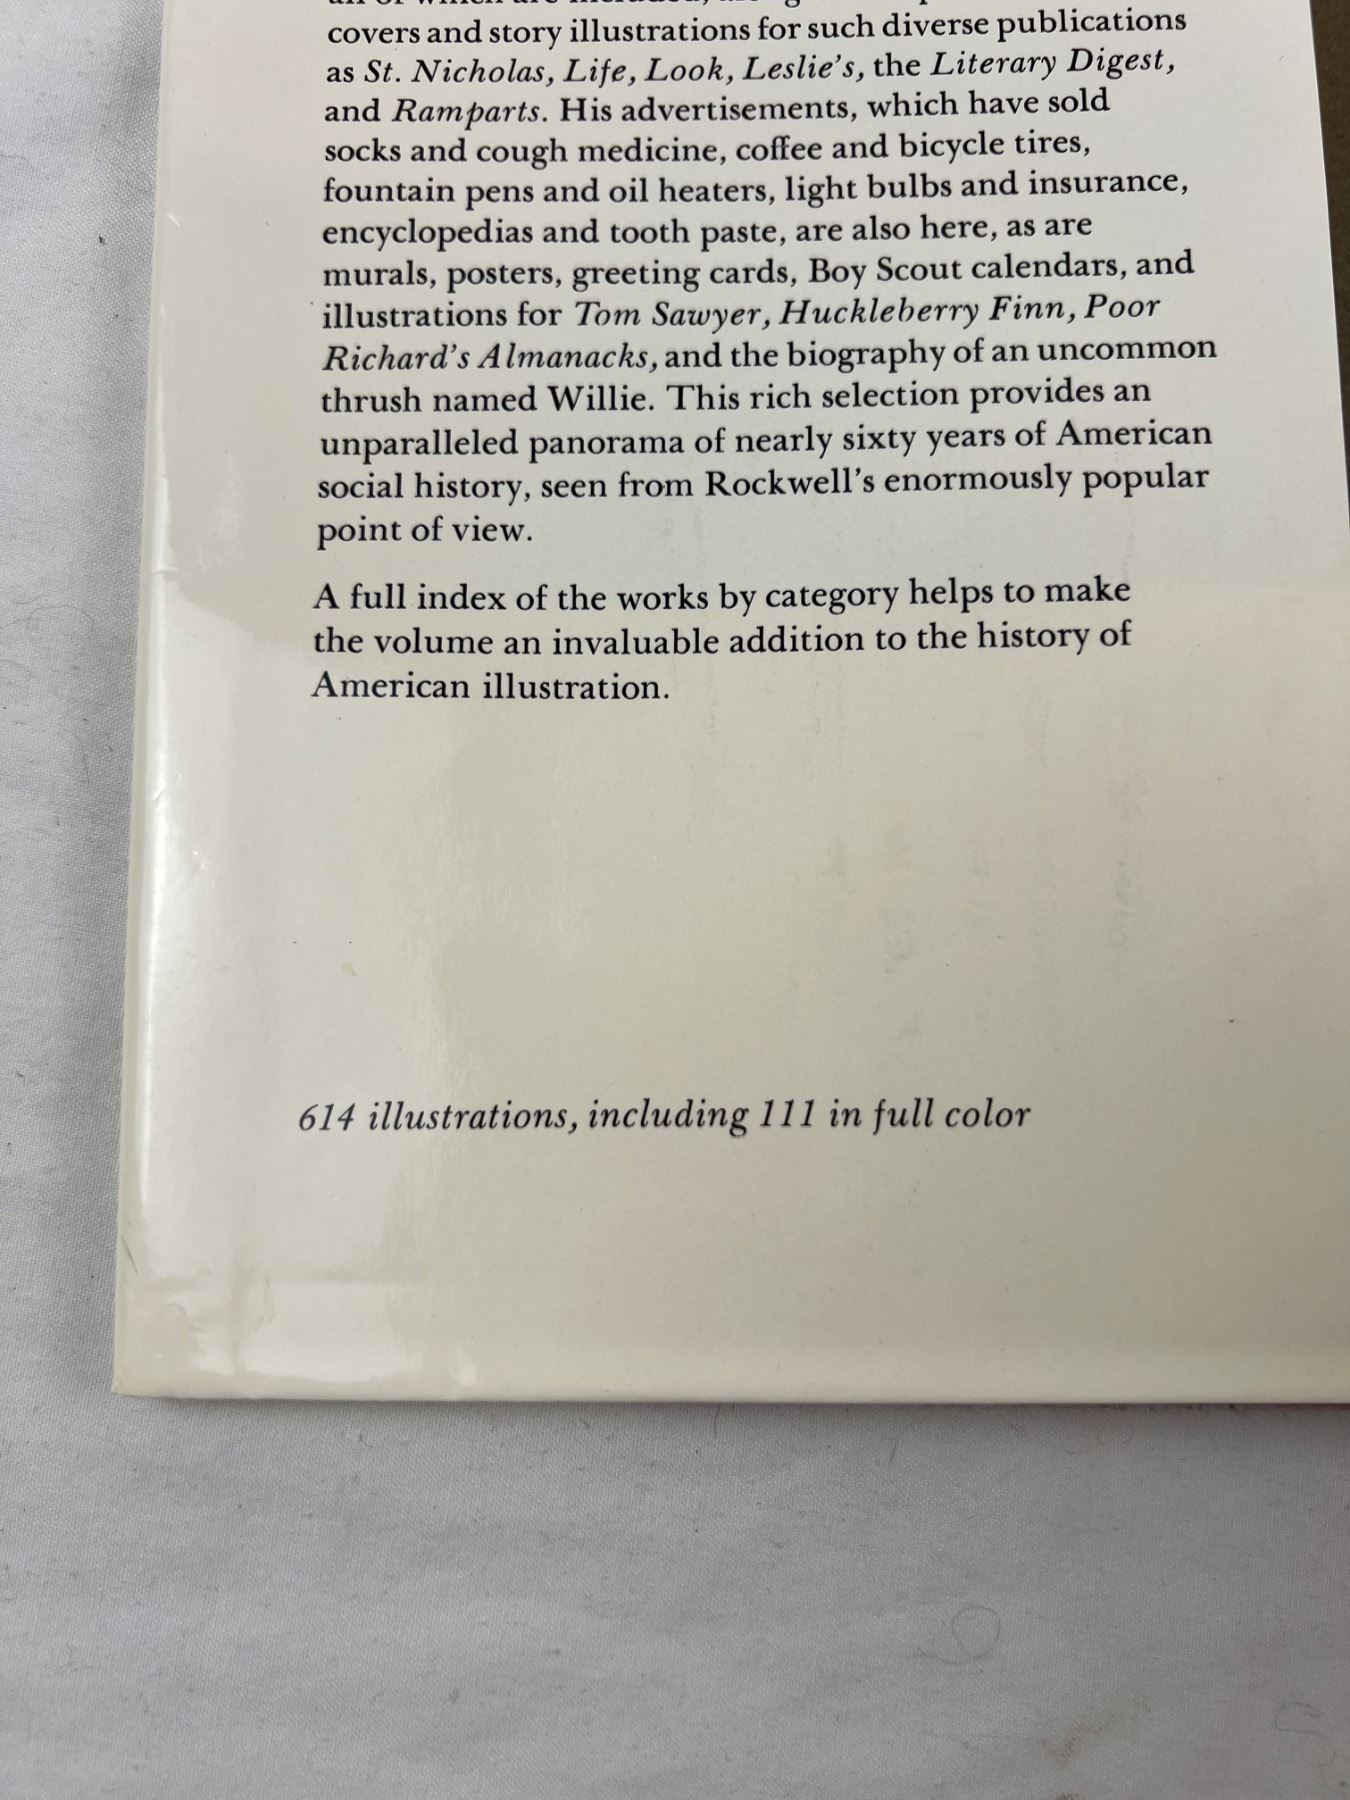 covers and story illustrations for such diverse publications
as St. Nicholas, Life, Look, Leslie's, the Literary Digest,
and Ramparts. His advertisements, which have sold
socks and cough medicine, coffee and bicycle tires,
fountain pens and oil heaters, light bulbs and insurance,
encyclopedias and tooth paste, are also here, as are
murals, posters, greeting cards, Boy Scout calendars, and
illustrations for Tom Sawyer, Huckleberry Finn, Poor
Richard's Almanacks, and the biography of an uncommon
thrush named Willie. This rich selection provides an
unparalleled panorama of nearly sixty years of American
social history, seen from Rockwell's enormously popular
point of view.
A full index of the works by category helps to make
the volume an invaluable addition to the history of
American illustration.
614 illustrations, including 111 in full color